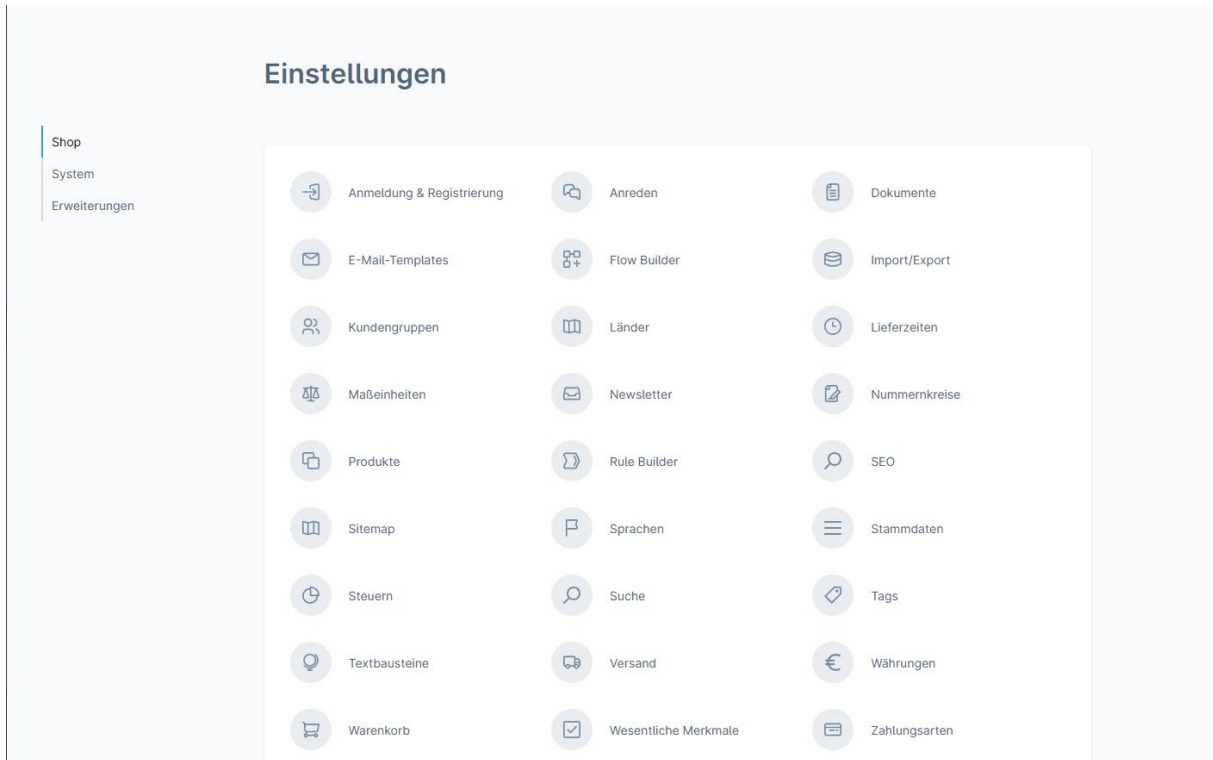 Einstellungen
Shop
System
Erweiterungen
Anmeldung & Registrierung
Anreden
Dokumente
E-Mail-Templates
Flow Builder
Import/Export
Kundengruppen
Länder
Lieferzeiten
Maßeinheiten
Newsletter
Nummernkreise
Produkte
Rule Builder
SEO
Sitemap
Sprachen
Stammdaten
Steuern
Suche
Tags
Textbausteine
Versand
Währungen
Warenkorb
Wesentliche Merkmale
Zahlungsarten